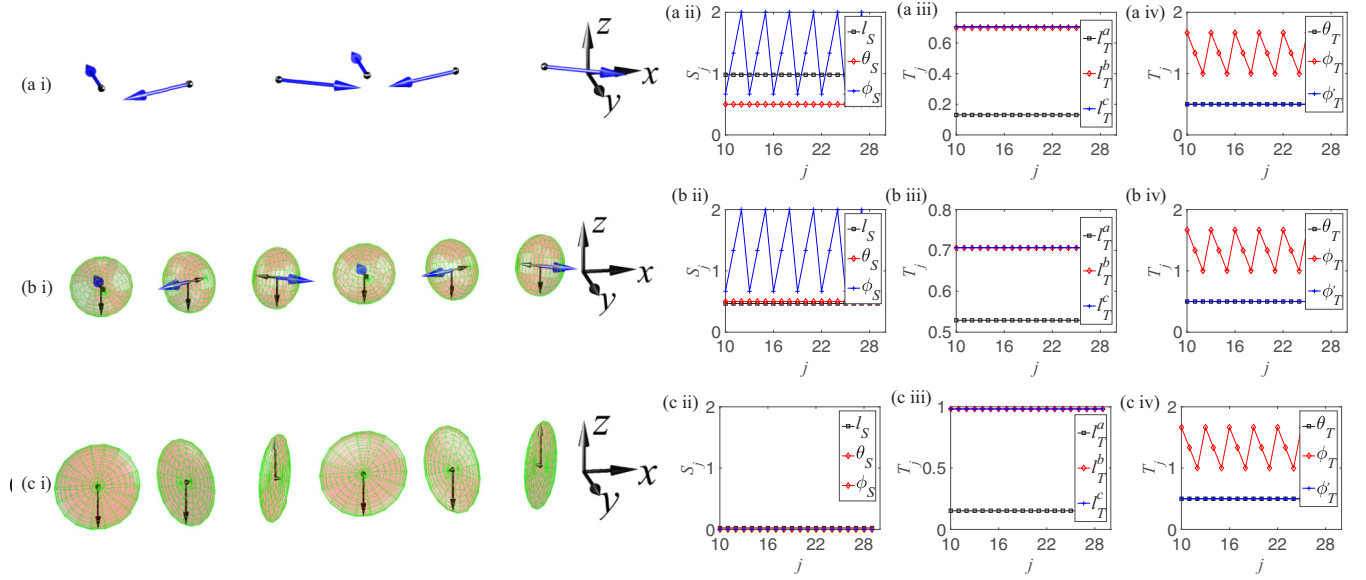 (a i)
z
x
y
(a ii)
2
1
0
10 16 22 28
S_j
j
l_S
θ_S
ϕ_S
(a iii)
0.6
0.4
0.2
0
10 16 22 28
T_j
j
l_T^a
l_T^b
l_T^c
(a iv)
2
1
0
10 16 22 28
T_j
j
θ_T
ϕ_T
ϕ'_T
(b i)
z
x
y
(b ii)
2
1
0
10 16 22 28
S_j
j
l_S
θ_S
ϕ_S
(b iii)
0.8
0.7
0.6
0.5
10 16 22 28
T_j
j
l_T^a
l_T^b
l_T^c
(b iv)
2
1
0
10 16 22 28
T_j
j
θ_T
ϕ_T
ϕ'_T
(c i)
z
x
y
(c ii)
2
1
0
10 16 22 28
S_j
j
l_S
θ_S
ϕ_S
(c iii)
1
0.5
0
10 16 22 28
T_j
j
l_T^a
l_T^b
l_T^c
(c iv)
2
1
0
10 16 22 28
T_j
j
θ_T
ϕ_T
ϕ'_T